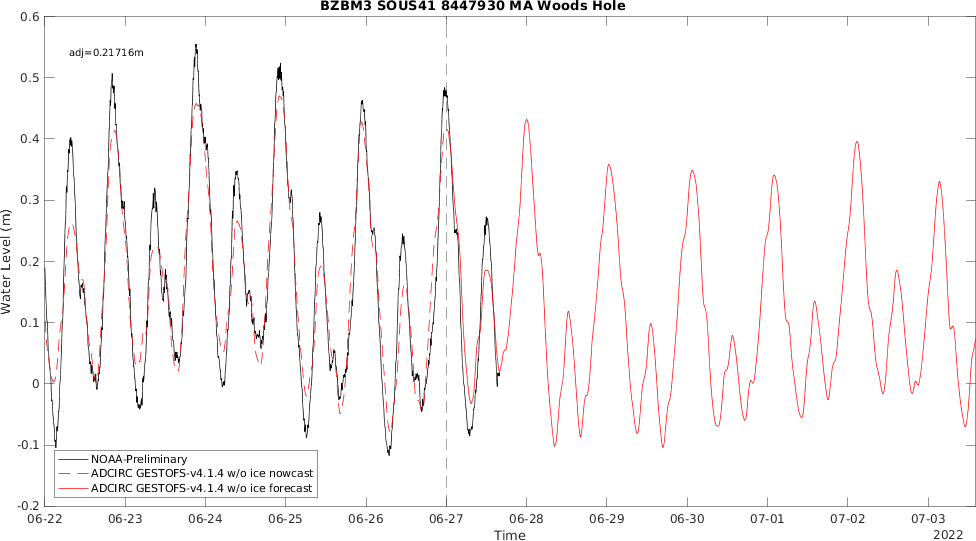 BZBM3 SOUS41 8447930 MA Woods Hole
adj=0.21716m
0.6
0.5
0.4
0.3
0.2
0.1
0
-0.1
-0.2
Water Level (m)
NOAA-Preliminary
ADCIRC GESTOFS-v4.1.4 w/o ice nowcast
ADCIRC GESTOFS-v4.1.4 w/o ice forecast
06-22 06-23 06-24 06-25 06-26 06-27 06-28 06-29 06-30 07-01 07-02 07-03
Time
2022